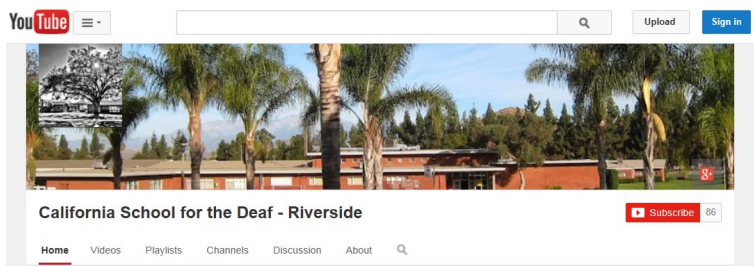 YouTube
Upload
Sign in
g+
California School for the Deaf - Riverside
Subscribe 86
Home Videos Playlists Channels Discussion About